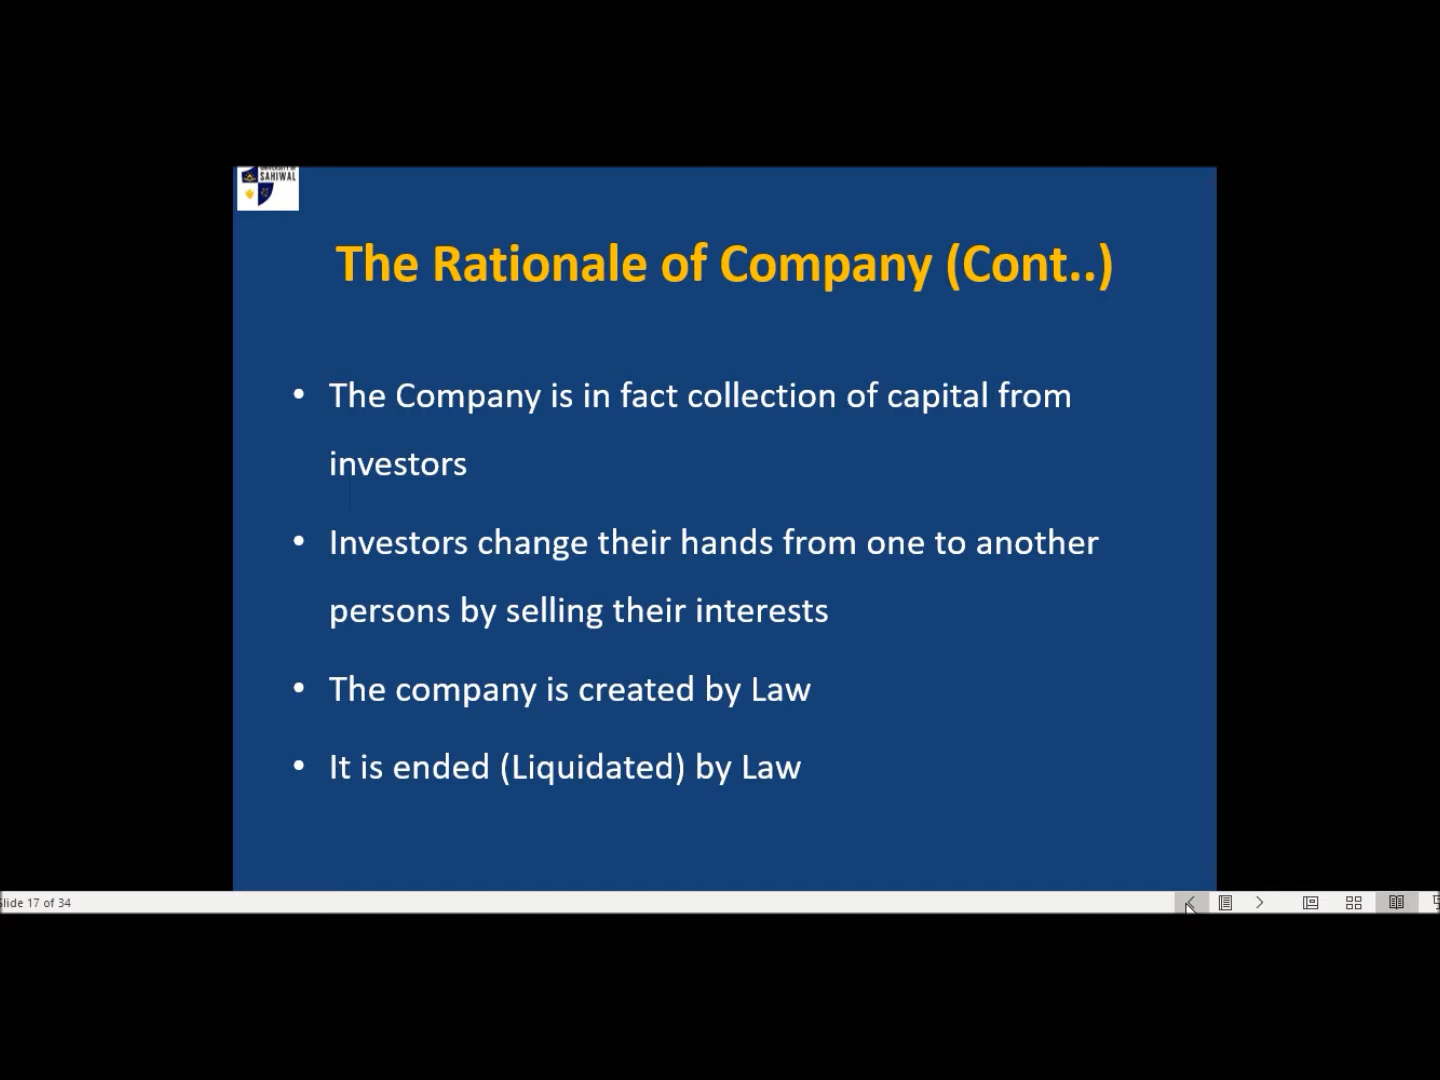 SAHIWAL
The Rationale of Company (Cont..)
• The Company is in fact collection of capital from
investors
• Investors change their hands from one to another
persons by selling their interests
• The company is created by Law
• It is ended (Liquidated) by Law
Slide 17 of 34